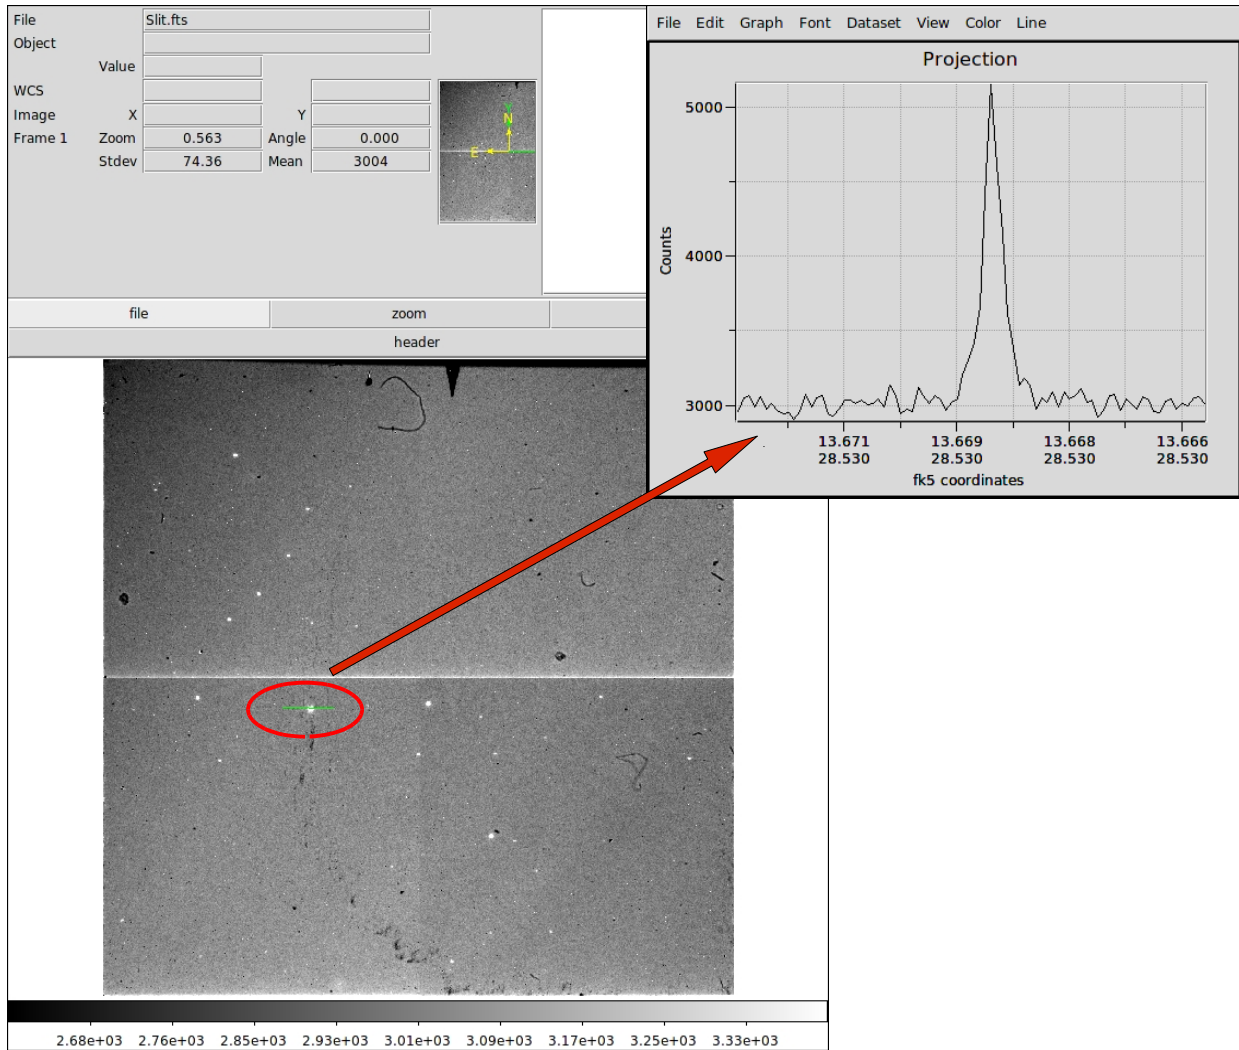 File Slit.fts
Object
Value
WCS
Image X Y
Frame 1 Zoom 0.563 Angle 0.000
Stdev 74.36 Mean 3004
N
E
file zoom
header
File Edit Graph Font Dataset View Color Line
Projection
5000
4000
3000
Counts
13.671 13.669 13.668 13.666
28.530 28.530 28.530 28.530
fk5 coordinates
2.68e+03 2.76e+03 2.85e+03 2.93e+03 3.01e+03 3.09e+03 3.17e+03 3.25e+03 3.33e+03